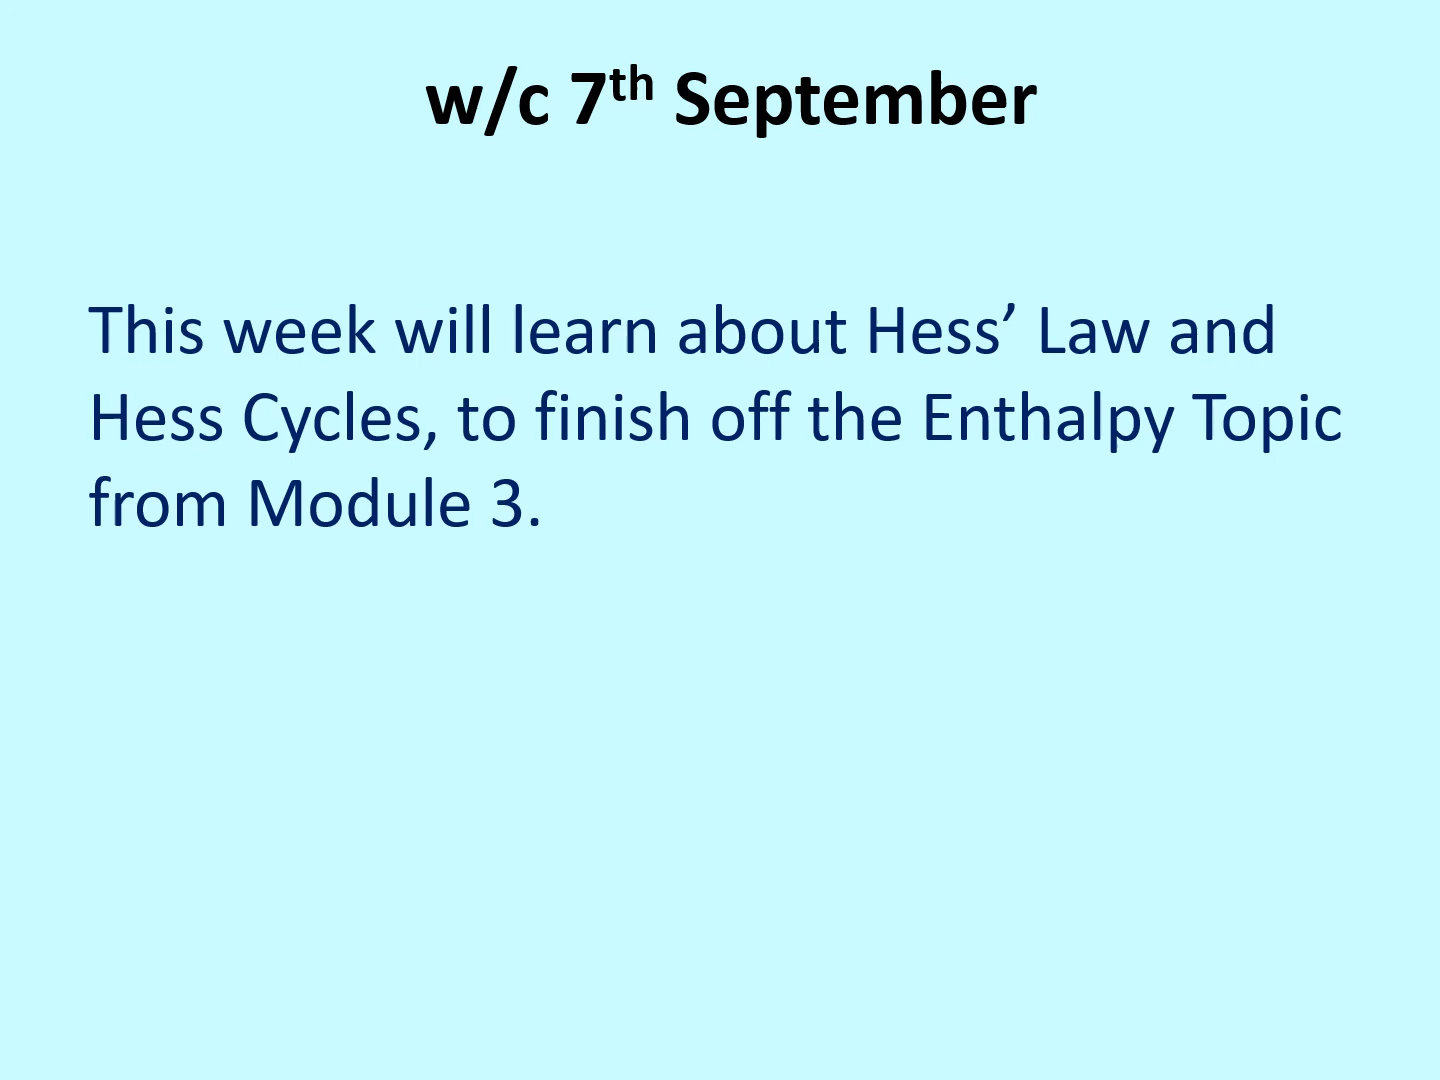 w/c 7th September
This week will learn about Hess’ Law and
Hess Cycles, to finish off the Enthalpy Topic
from Module 3.